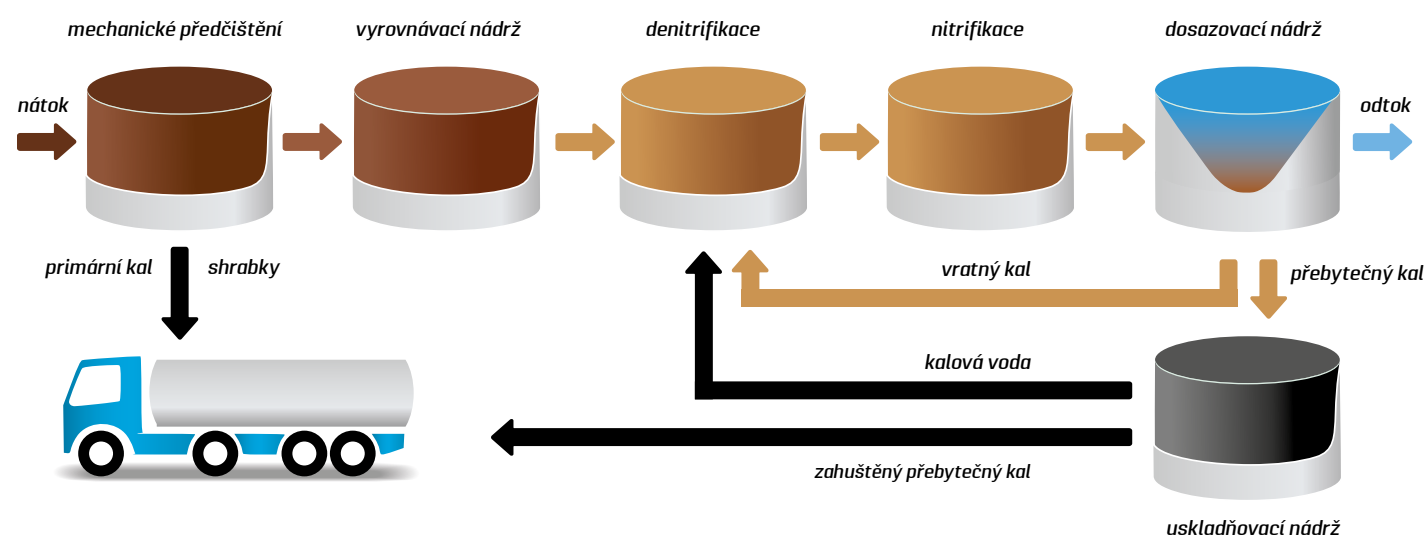 mechanické předčištění
vyrovnávací nádrž
denitrifikace
nitrifikace
dosazovací nádrž
nátok
odtok
primární kal
shrabky
vratný kal
přebytečný kal
kalová voda
zahuštěný přebytečný kal
uskladňovací nádrž